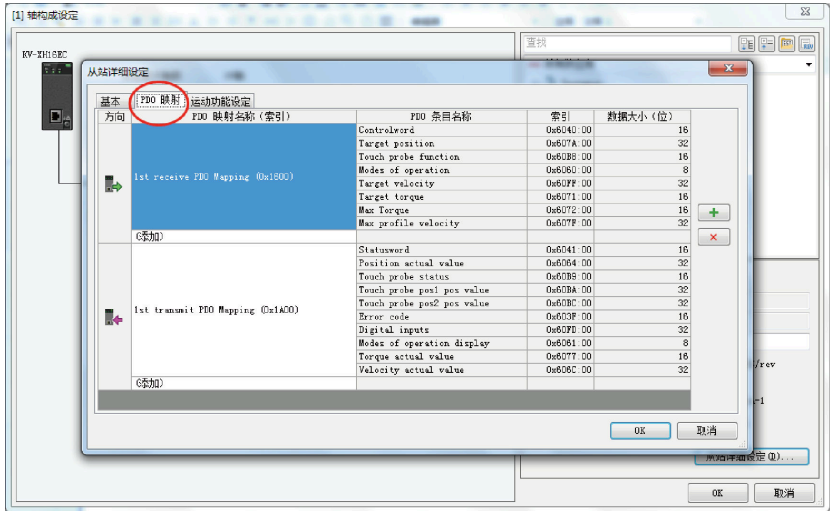 [1] 轴构成设定
查找
KV-XH16EC
从站详细设定
基本 PDO 映射 运动功能设定
方向 PDO 映射名称（索引） PDO 条目名称 索引 数据大小（位）
1st receive PDO Mapping (0x1600)
Controlword 0x6040:00 16
Target position 0x607A:00 32
Touch probe function 0x60B8:00 16
Modes of operation 0x6060:00 8
Target velocity 0x60FF:00 32
Target torque 0x6071:00 16
Max Torque 0x6072:00 16
Max profile velocity 0x607F:00 32
(添加)
1st transmit PDO Mapping (0x1A00)
Statusword 0x6041:00 16
Position actual value 0x6064:00 32
Touch probe status 0x60B9:00 16
Touch probe pos1 pos value 0x60BA:00 32
Touch probe pos2 pos value 0x60BC:00 32
Error code 0x603F:00 16
Digital inputs 0x60FD:00 32
Modes of operation display 0x6061:00 8
Torque actual value 0x6077:00 16
Velocity actual value 0x606C:00 32
(添加)
/rev
-1
OK 取消
从站详细设定(D)...
OK 取消